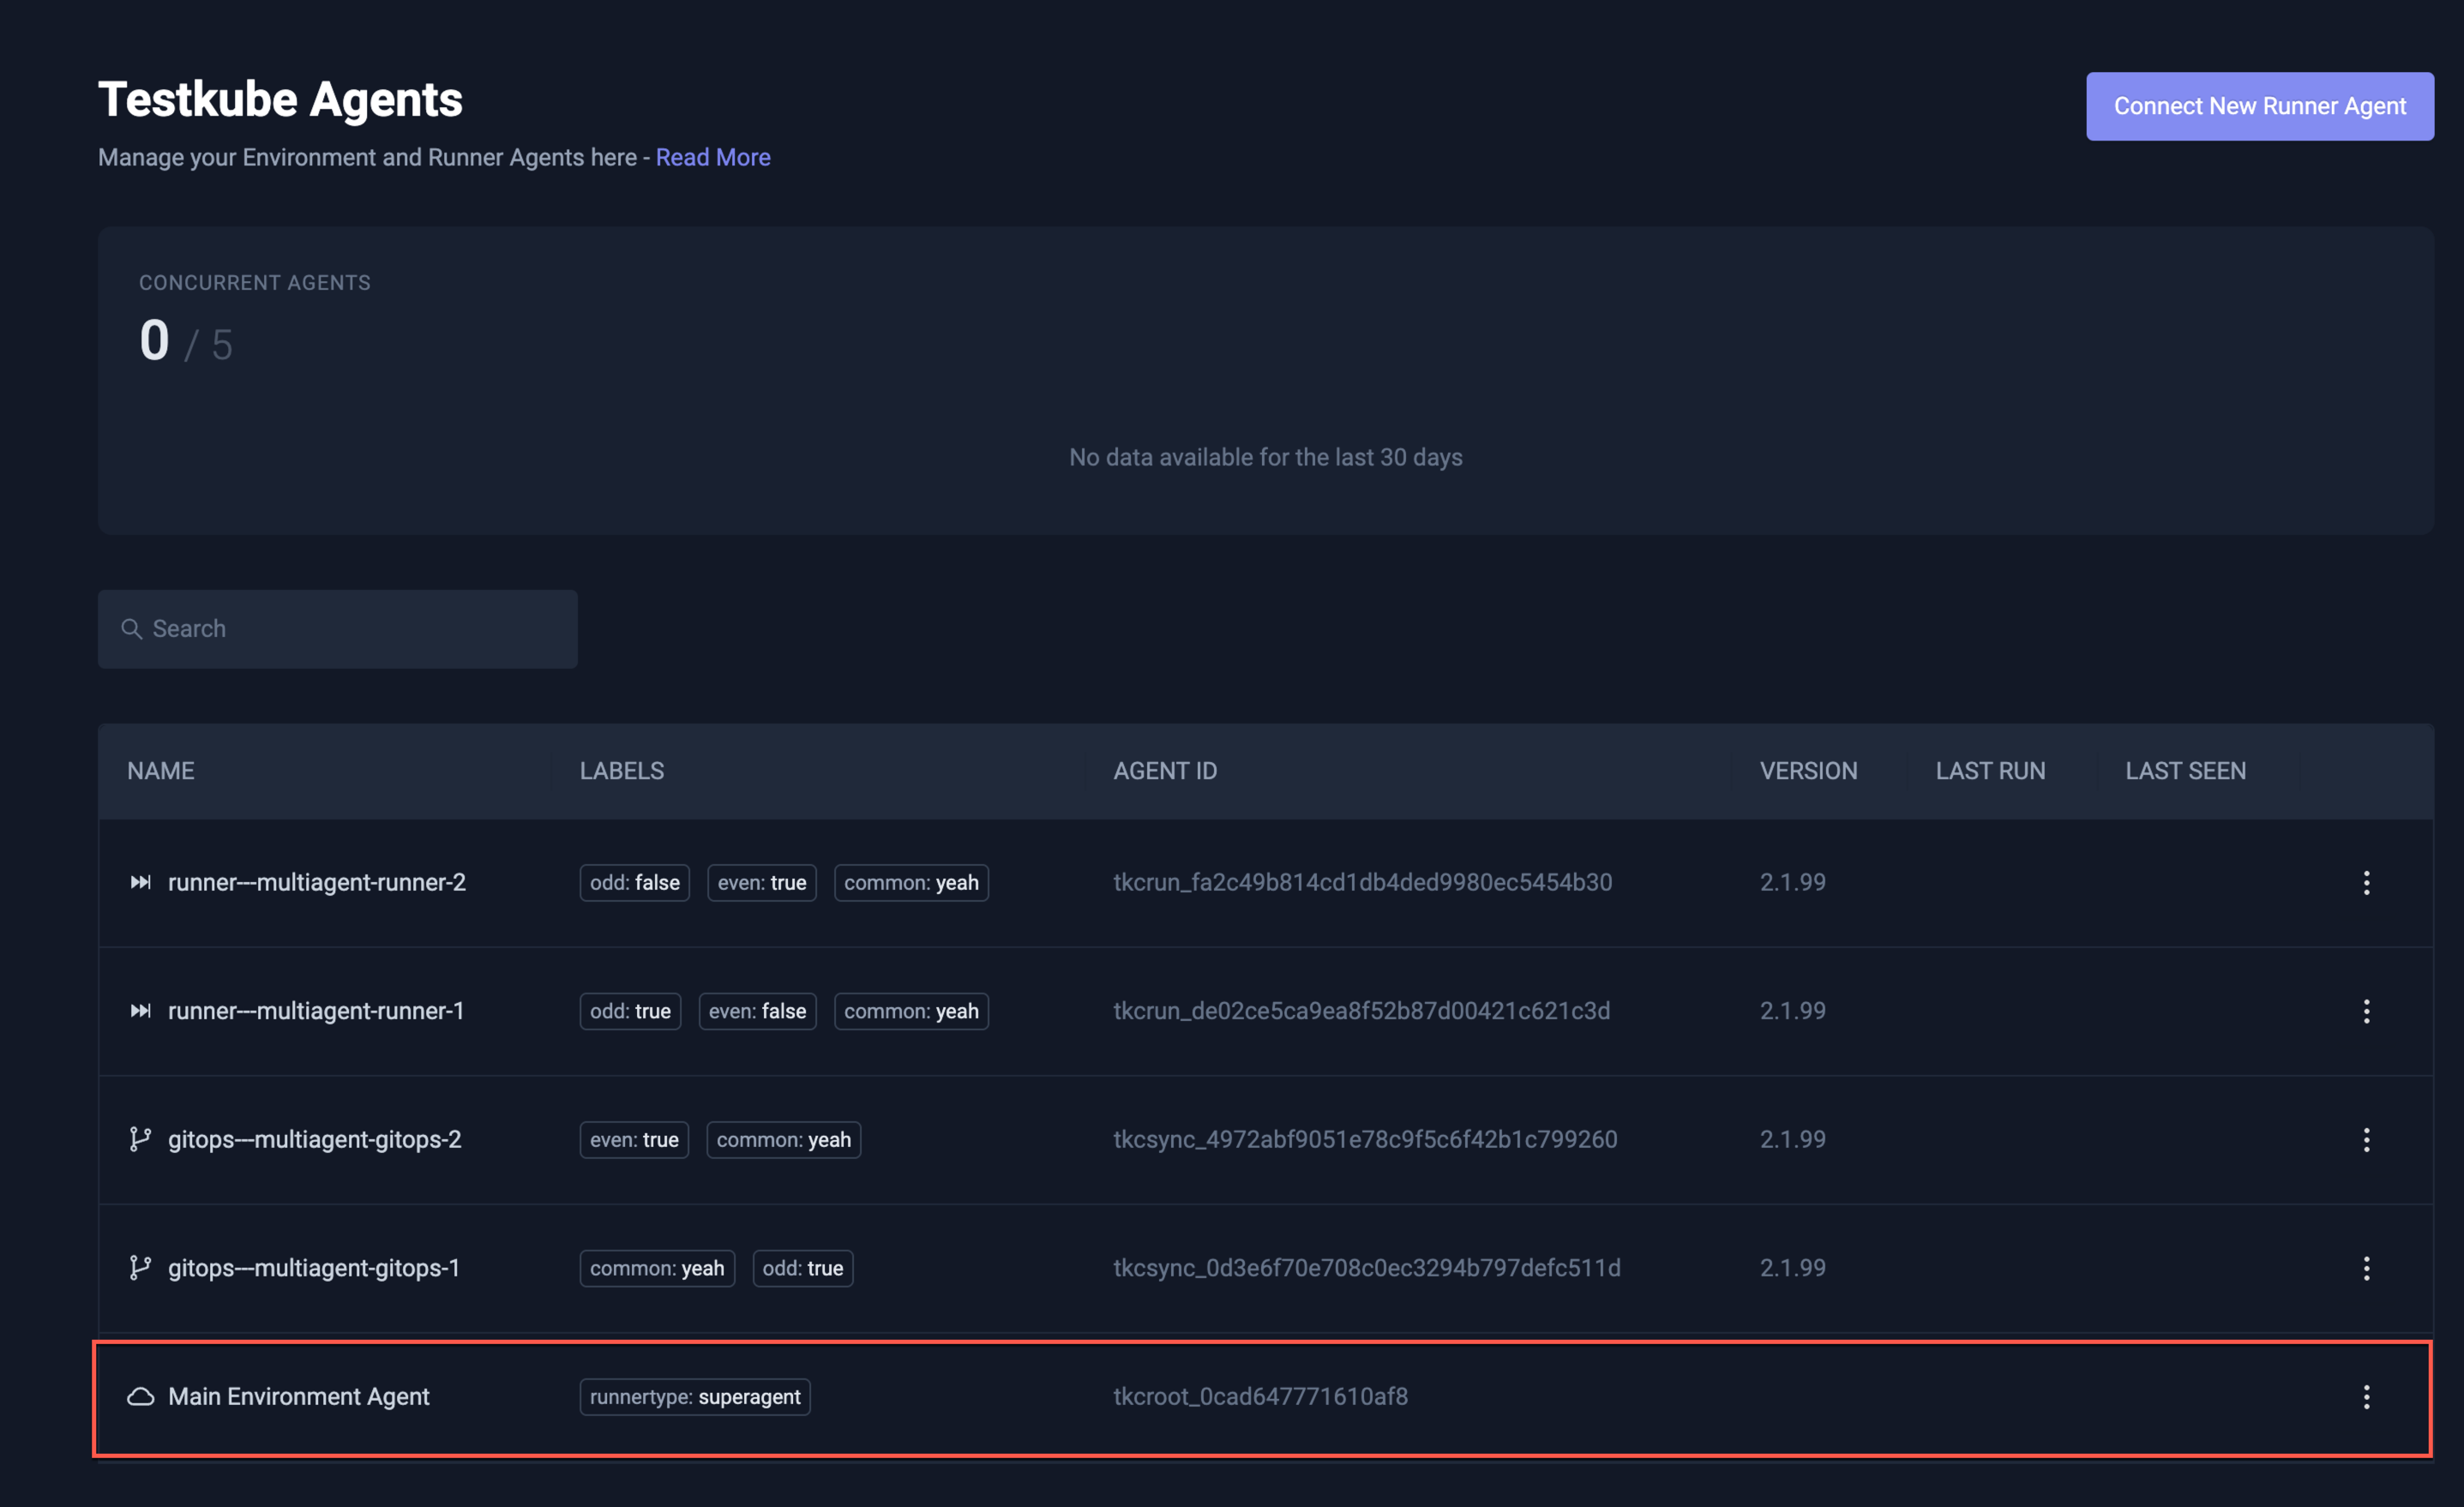 Testkube Agents
Connect New Runner Agent
Manage your Environment and Runner Agents here - Read More
CONCURRENT AGENTS
0 / 5
No data available for the last 30 days
Search
NAME LABELS AGENT ID VERSION LAST RUN LAST SEEN
runner---multiagent-runner-2 odd: false even: true common: yeah tkcrun_fa2c49b814cd1db4ded9980ec5454b30 2.1.99
runner---multiagent-runner-1 odd: true even: false common: yeah tkcrun_de02ce5ca9ea8f52b87d00421c621c3d 2.1.99
gitops---multiagent-gitops-2 even: true common: yeah tkcsync_4972abf9051e78c9f5c6f42b1c799260 2.1.99
gitops---multiagent-gitops-1 common: yeah odd: true tkcsync_0d3e6f70e708c0ec3294b797defc511d 2.1.99
Main Environment Agent runnertype: superagent tkcroot_0cad647771610af8